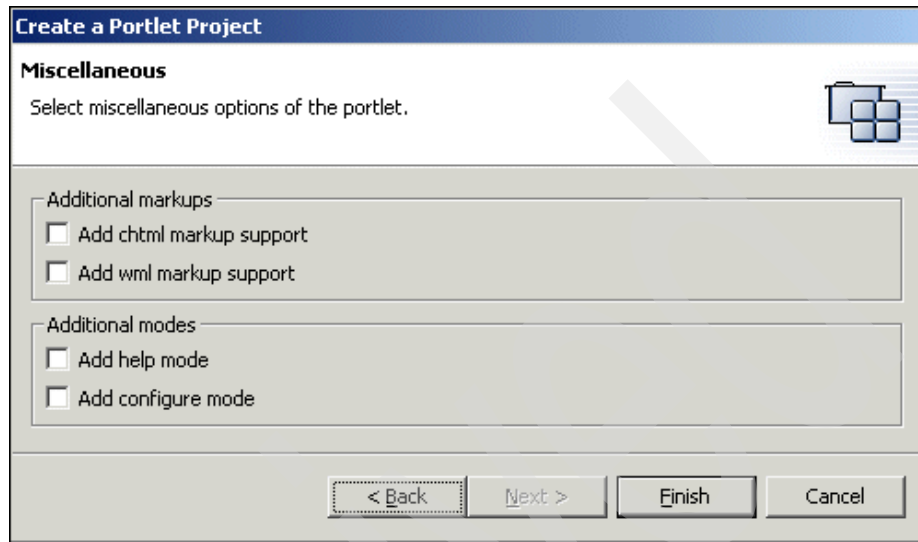 Create a Portlet Project
Miscellaneous
Select miscellaneous options of the portlet.
Additional markups
Add chtml markup support
Add wml markup support
Additional modes
Add help mode
Add configure mode
< Back Next > Finish Cancel